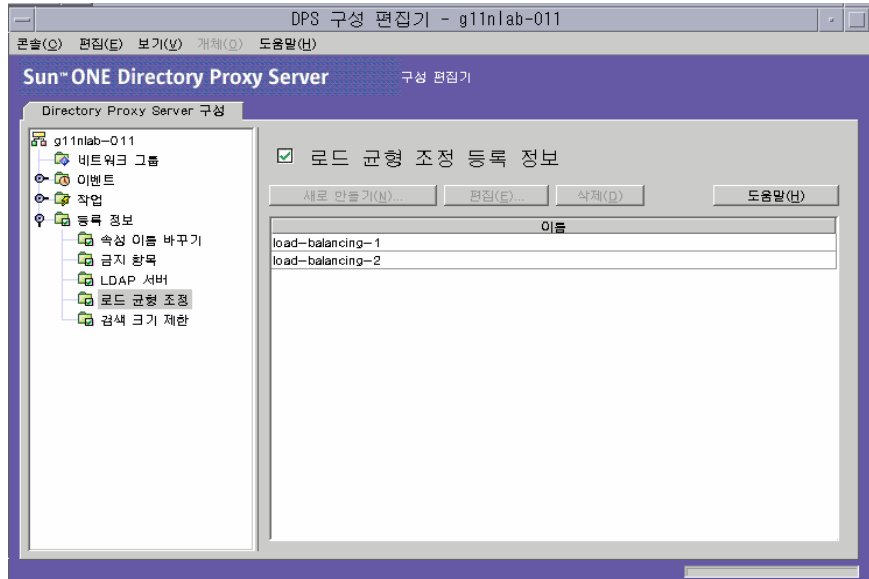 DPS 구성 편집기 - g11nlab-011
콘솔(O) 편집(E) 보기(V) 개체(O) 도움말(H)
Sun™ ONE Directory Proxy Server 구성 편집기
Directory Proxy Server 구성
g11nlab-011
네트워크 그룹
이벤트
작업
등록 정보
속성 이름 바꾸기
금지 항목
LDAP 서버
로드 균형 조정
검색 크기 제한
로드 균형 조정 등록 정보
새로 만들기(N)... 편집(E)... 삭제(D) 도움말(H)
이름
load-balancing-1
load-balancing-2